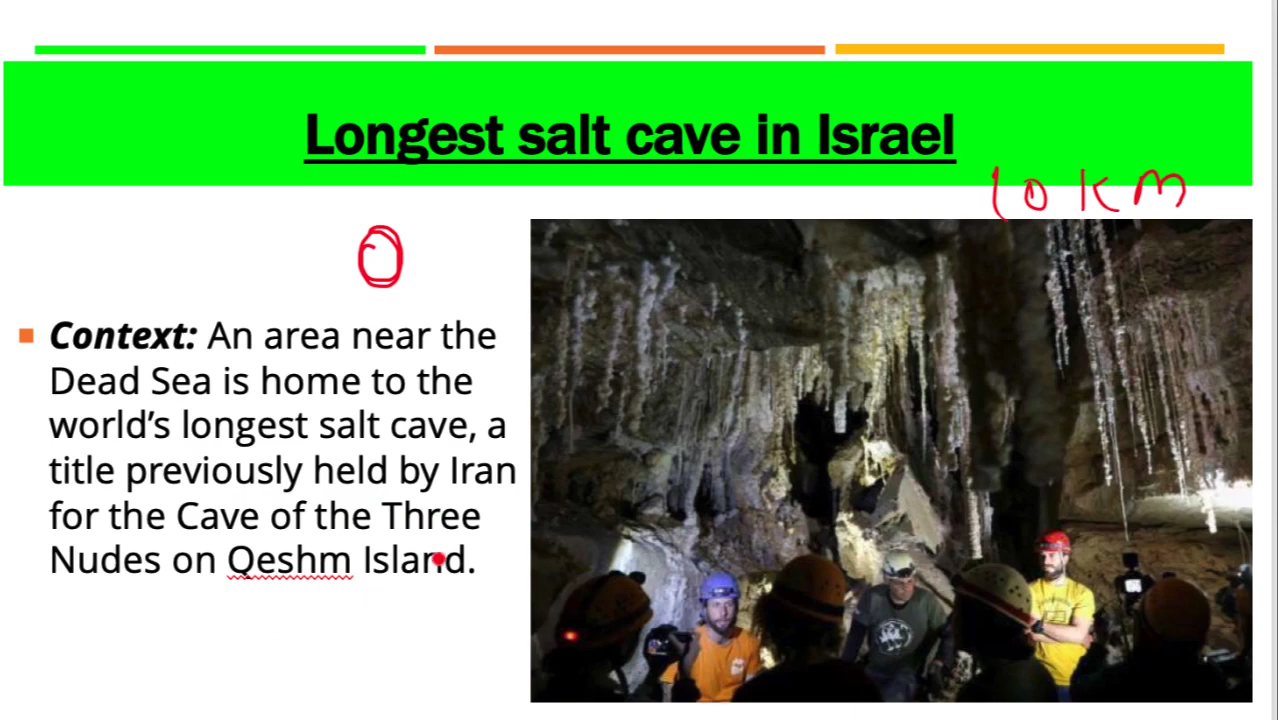 Longest salt cave in Israel
10 KM
Context: An area near the
Dead Sea is home to the
world’s longest salt cave, a
title previously held by Iran
for the Cave of the Three
Nudes on Qeshm Island.